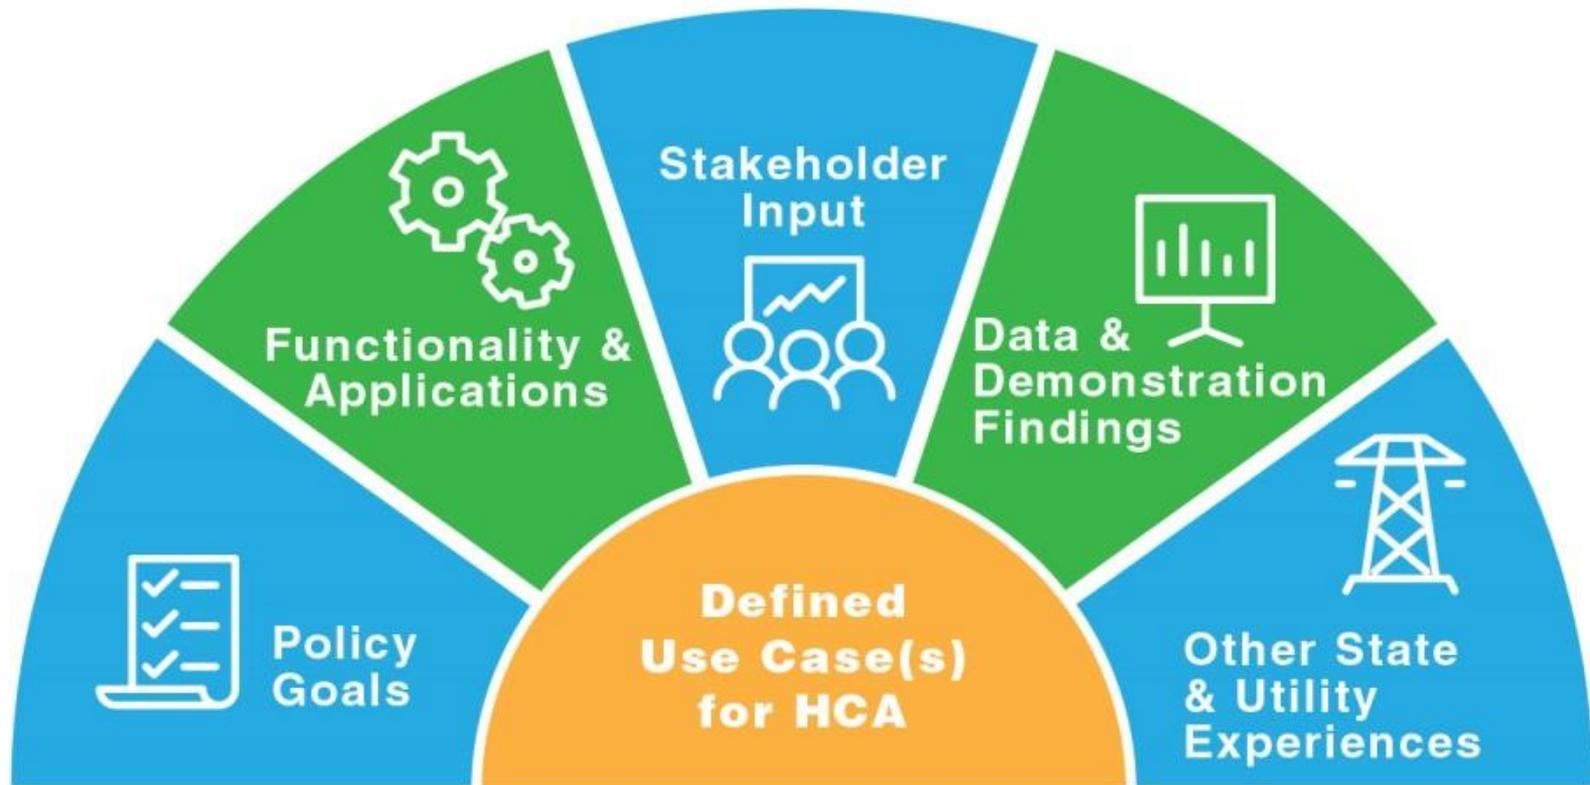 Policy
Goals
Functionality &
Applications
Stakeholder
Input
Data &
Demonstration
Findings
Other State
& Utility
Experiences
Defined
Use Case(s)
for HCA